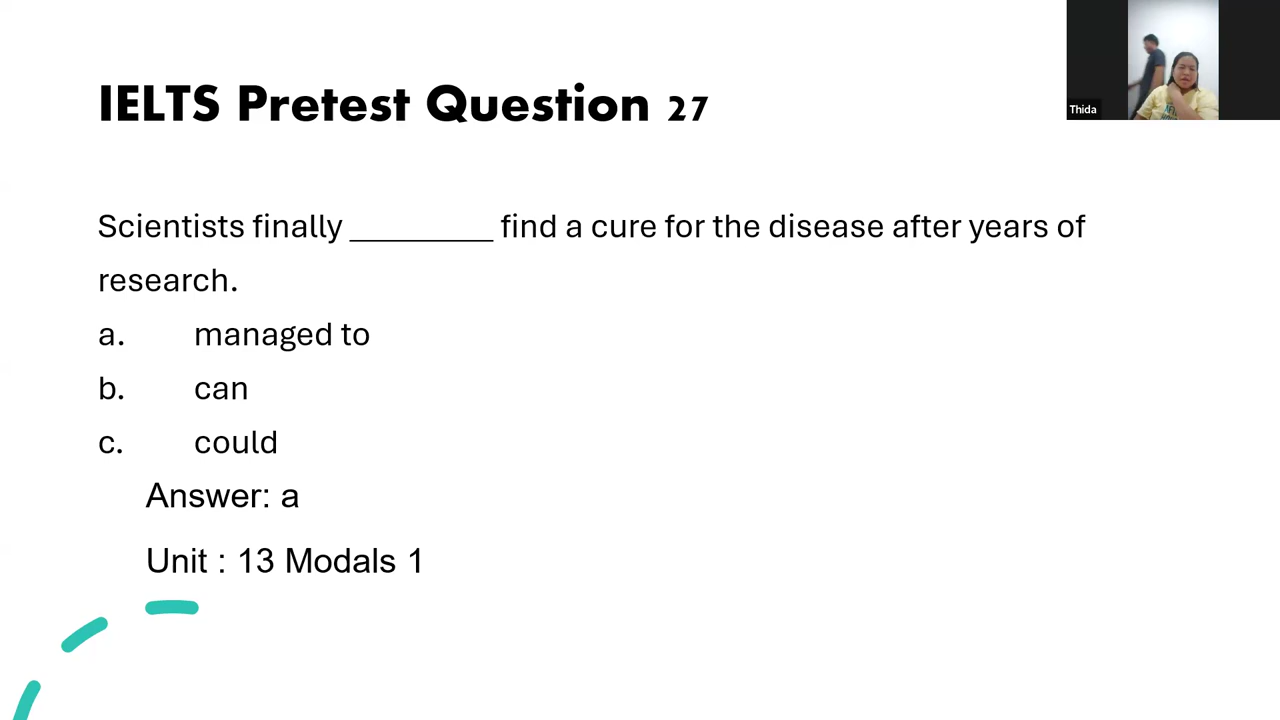 IELTS Pretest Question 27
Thida
Scientists finally _________ find a cure for the disease after years of
research.
a. managed to
b. can
c. could
Answer: a
Unit : 13 Modals 1